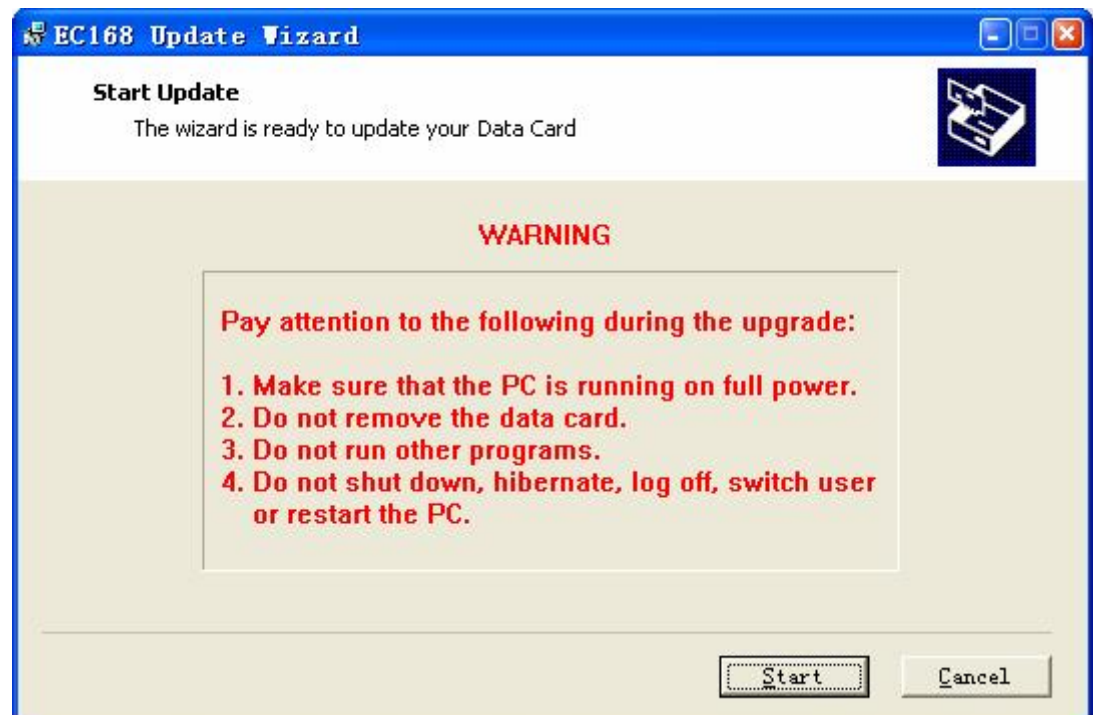 EC168 Update Wizard
Start Update
The wizard is ready to update your Data Card
WARNING
Pay attention to the following during the upgrade:
1. Make sure that the PC is running on full power.
2. Do not remove the data card.
3. Do not run other programs.
4. Do not shut down, hibernate, log off, switch user
or restart the PC.
Start
Cancel